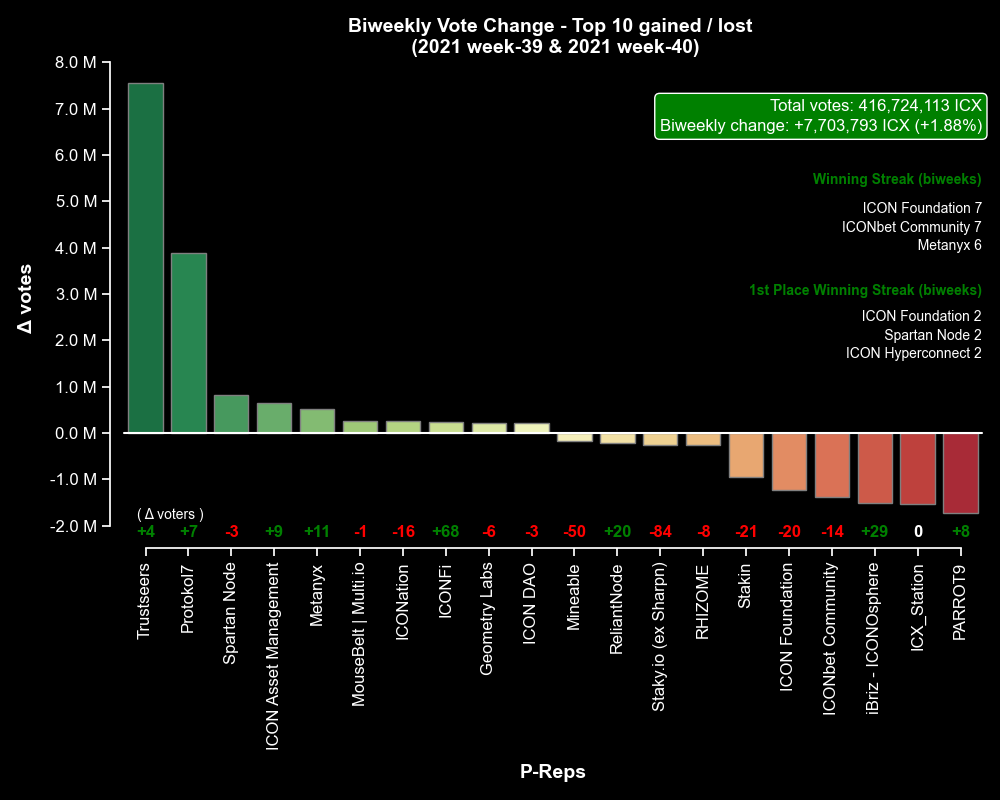 Biweekly Vote Change - Top 10 gained / lost
(2021 week-39 & 2021 week-40)
Total votes: 416,724,113 ICX
Biweekly change: +7,703,793 ICX (+1.88%)
Winning Streak (biweeks)
ICON Foundation 7
ICONbet Community 7
Metanyx 6
1st Place Winning Streak (biweeks)
ICON Foundation 2
Spartan Node 2
ICON Hyperconnect 2
Δ votes
8.0 M
7.0 M
6.0 M
5.0 M
4.0 M
3.0 M
2.0 M
1.0 M
0.0 M
-1.0 M
-2.0 M
( Δ voters )
+4 +7 -3 +9 +11 -1 -16 +68 -6 -3 -50 +20 -84 -8 -21 -20 -14 +29 0 +8
Trustseers
Protokol7
Spartan Node
ICON Asset Management
Metanyx
MouseBelt | Multi.io
ICONation
ICONFi
Geometry Labs
ICON DAO
Mineable
ReliantNode
Staky.io (ex Sharpn)
RHIZOME
Stakin
ICON Foundation
ICONbet Community
iBriz - ICONOsphere
ICX_Station
PARROT9
P-Reps